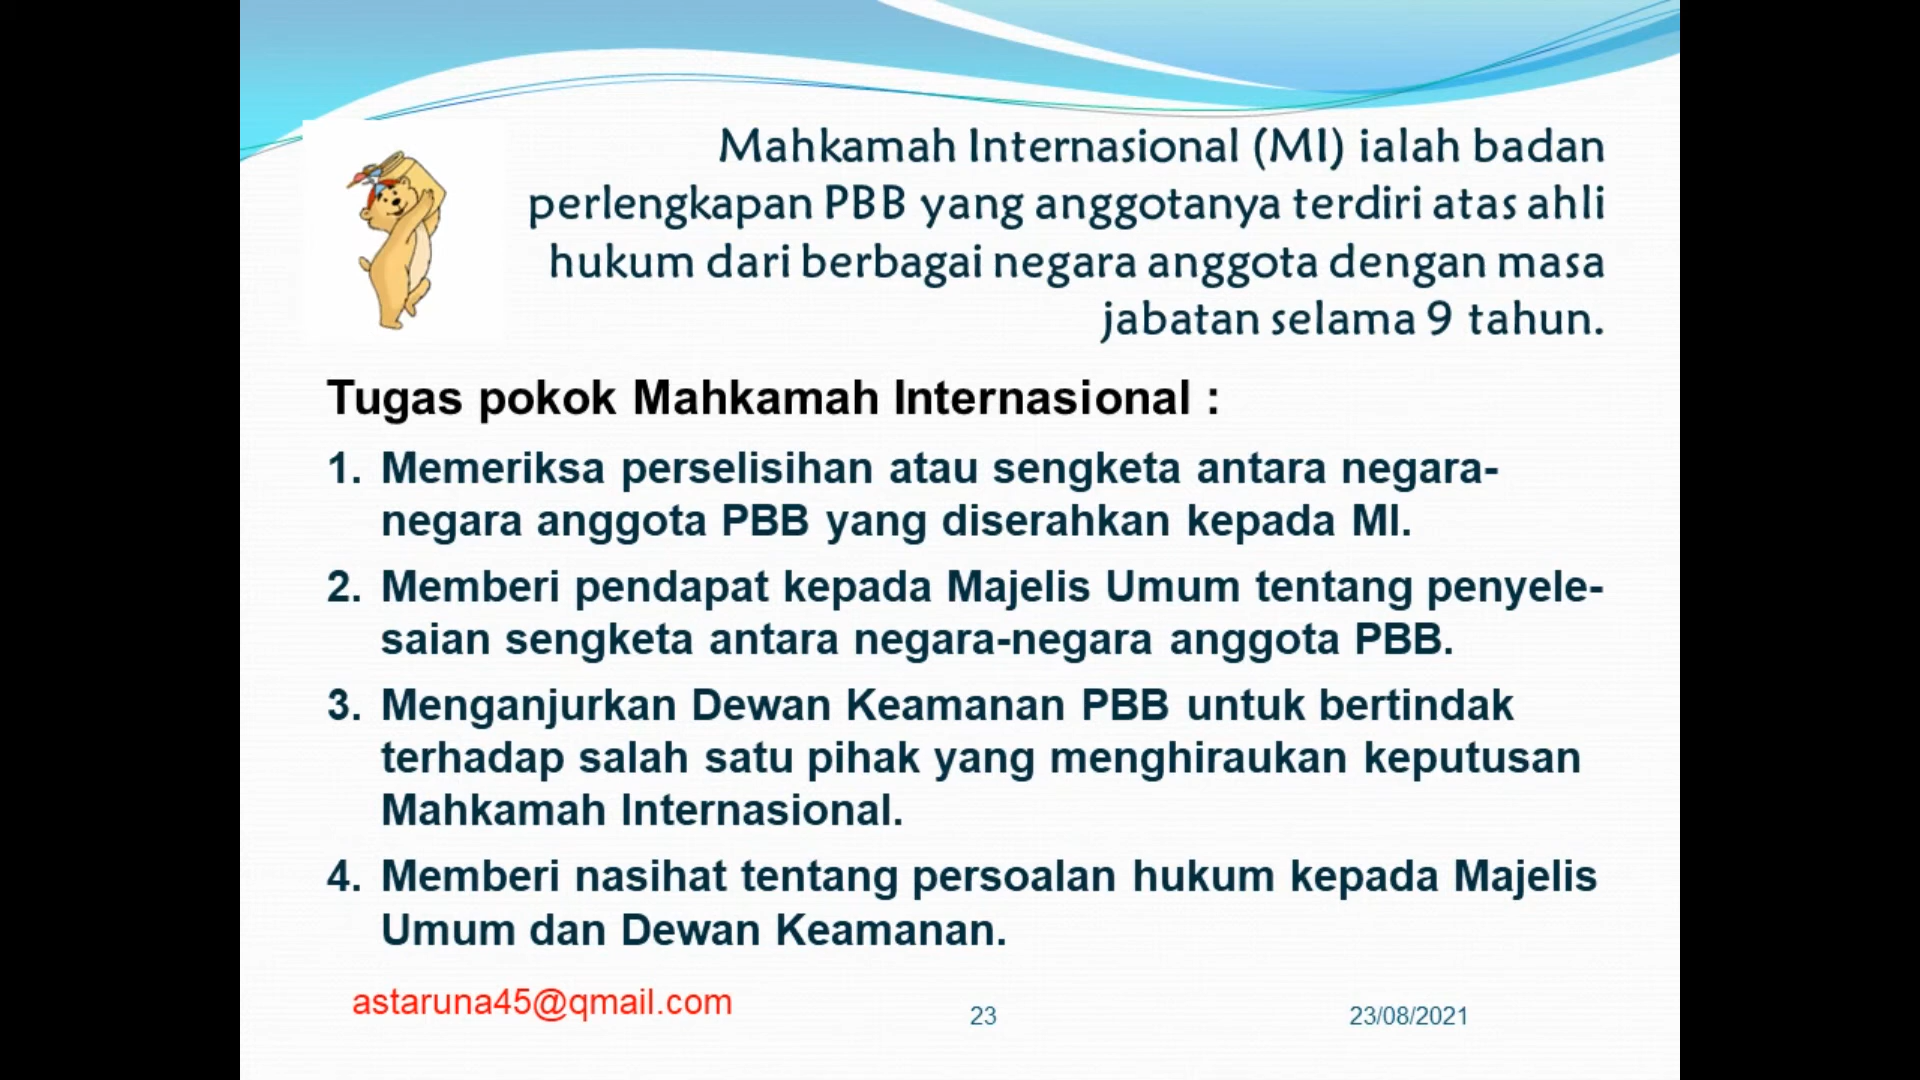 Mahkamah Internasional (MI) ialah badan
perlengkapan PBB yang anggotanya terdiri atas ahli
hukum dari berbagai negara anggota dengan masa
jabatan selama 9 tahun.
Tugas pokok Mahkamah Internasional :
1. Memeriksa perselisihan atau sengketa antara negara-
negara anggota PBB yang diserahkan kepada MI.
2. Memberi pendapat kepada Majelis Umum tentang penyele-
saian sengketa antara negara-negara anggota PBB.
3. Menganjurkan Dewan Keamanan PBB untuk bertindak
terhadap salah satu pihak yang menghiraukan keputusan
Mahkamah Internasional.
4. Memberi nasihat tentang persoalan hukum kepada Majelis
Umum dan Dewan Keamanan.
astaruna45@qmail.com
23
23/08/2021